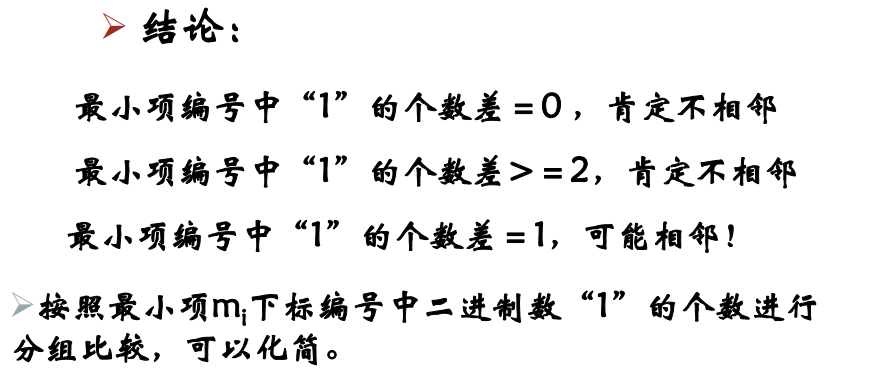 结论：
最小项编号中“1”的个数差=0，肯定不相邻
最小项编号中“1”的个数差>=2，肯定不相邻
最小项编号中“1”的个数差=1，可能相邻！
按照最小项mi下标编号中二进制数“1”的个数进行
分组比较，可以化简。